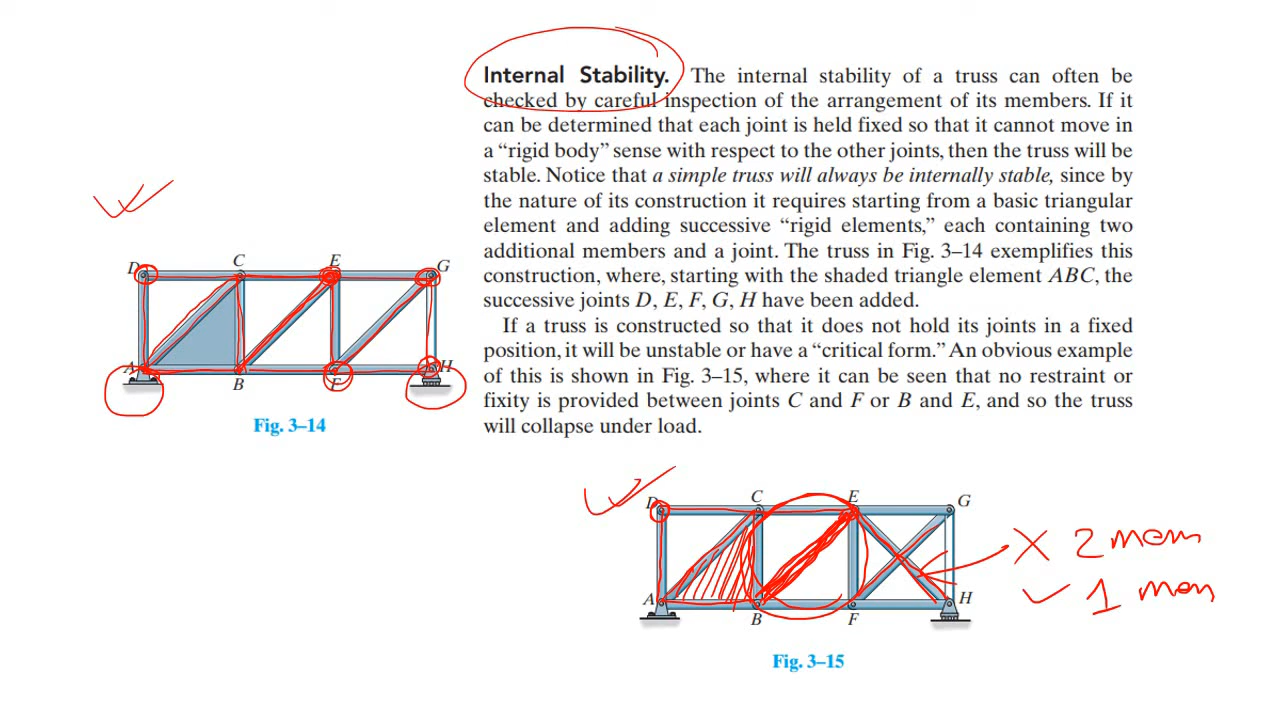 Internal Stability. The internal stability of a truss can often be
checked by careful inspection of the arrangement of its members. If it
can be determined that each joint is held fixed so that it cannot move in
a “rigid body” sense with respect to the other joints, then the truss will be
stable. Notice that a simple truss will always be internally stable, since by
the nature of its construction it requires starting from a basic triangular
element and adding successive “rigid elements,” each containing two
additional members and a joint. The truss in Fig. 3–14 exemplifies this
construction, where, starting with the shaded triangle element ABC, the
successive joints D, E, F, G, H have been added.
If a truss is constructed so that it does not hold its joints in a fixed
position, it will be unstable or have a “critical form.” An obvious example
of this is shown in Fig. 3–15, where it can be seen that no restraint or
fixity is provided between joints C and F or B and E, and so the truss
will collapse under load.
D C E G
A B F H
Fig. 3–14
D C E G
A B F H
X 2 mem
✓ 1 mem
Fig. 3–15